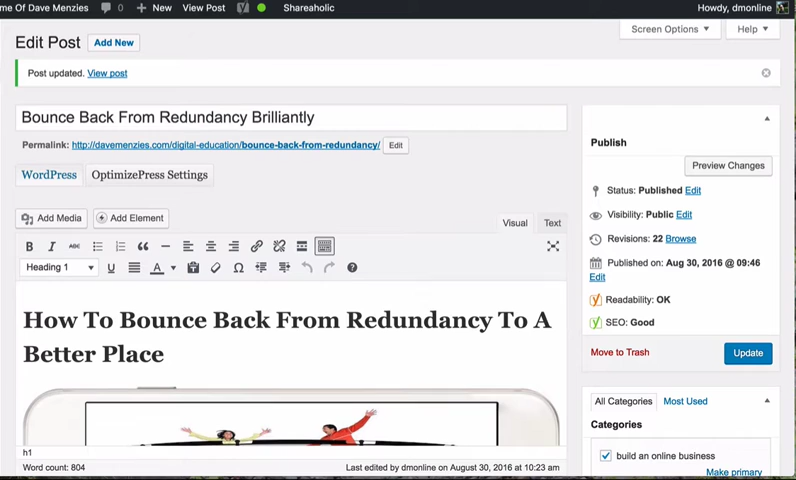 me Of Dave Menzies 0 New View Post Shareaholic Howdy, dmonline
Screen Options Help
Edit Post Add New
Post updated. View post
Bounce Back From Redundancy Brilliantly
Permalink: http://davemenzies.com/digital-education/bounce-back-from-redundancy/ Edit
WordPress OptimizePress Settings
Add Media Add Element
Visual Text
B I ABC
Heading 1 U A Ω
How To Bounce Back From Redundancy To A
Better Place
h1
Word count: 804 Last edited by dmonline on August 30, 2016 at 10:23 am
Publish
Preview Changes
Status: Published Edit
Visibility: Public Edit
Revisions: 22 Browse
Published on: Aug 30, 2016 @ 09:46
Edit
Readability: OK
SEO: Good
Move to Trash Update
All Categories Most Used
Categories
build an online business
Make primary